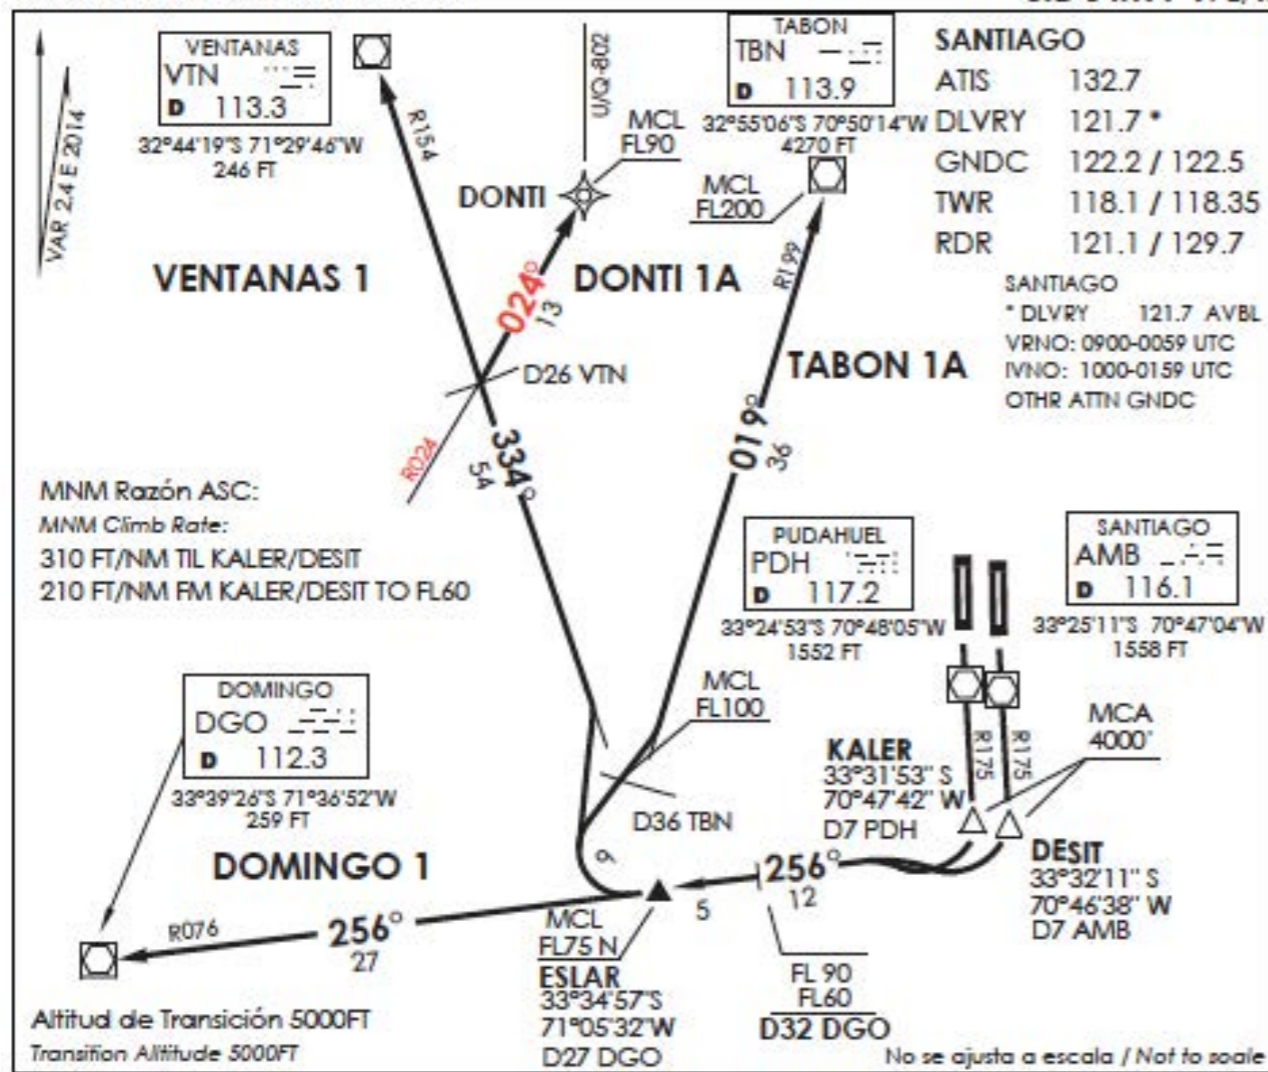 VENTANAS
VTN
D 113.3
32°44'19"S 71°29'46"W
246 FT
VAR 2.4 E 2014
R154
U/Q-802
MCL
FL90
DONTI
TABON
TBN
D 113.9
32°55'06"S 70°50'14"W
4270 FT
MCL
FL200
SANTIAGO
ATIS 132.7
DLVRY 121.7 *
GNDC 122.2 / 122.5
TWR 118.1 / 118.35
RDR 121.1 / 129.7
SANTIAGO
* DLVRY 121.7 AVBL
VRNO: 0900-0059 UTC
IVNO: 1000-0159 UTC
OTHR ATTN GNDC
VENTANAS 1
024°
13
DONTI 1A
R199
TABON 1A
D26 VTN
R024
334°
54
019°
36
MNM Razón ASC:
MNM Climb Rate:
310 FT/NM TIL KALER/DESIT
210 FT/NM FM KALER/DESIT TO FL60
PUDAHUEL
PDH
D 117.2
33°24'53"S 70°48'05"W
1552 FT
SANTIAGO
AMB
D 116.1
33°25'11"S 70°47'04"W
1558 FT
DOMINGO
DGO
D 112.3
33°39'26"S 71°36'52"W
259 FT
MCL
FL100
D36 TBN
R175
R175
MCA
4000'
KALER
33°31'53" S
70°47'42" W
D7 PDH
DESIT
33°32'11" S
70°46'38" W
D7 AMB
DOMINGO 1
R076
256°
27
9
5
256°
12
MCL
FL75 N
ESLAR
33°34'57"S
71°05'32"W
D27 DGO
FL 90
FL60
D32 DGO
Altitud de Transición 5000FT
Transition Altitude 5000FT
No se ajusta a escala / Not to scale